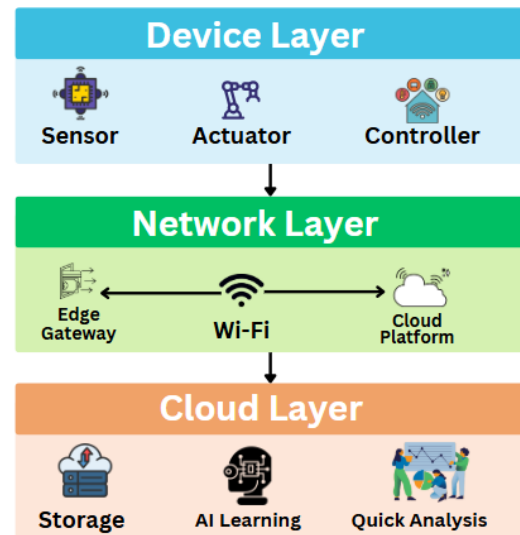 Device Layer
Sensor
Actuator
Controller
Network Layer
Edge
Gateway
Wi-Fi
Cloud
Platform
Cloud Layer
Storage
AI Learning
Quick Analysis